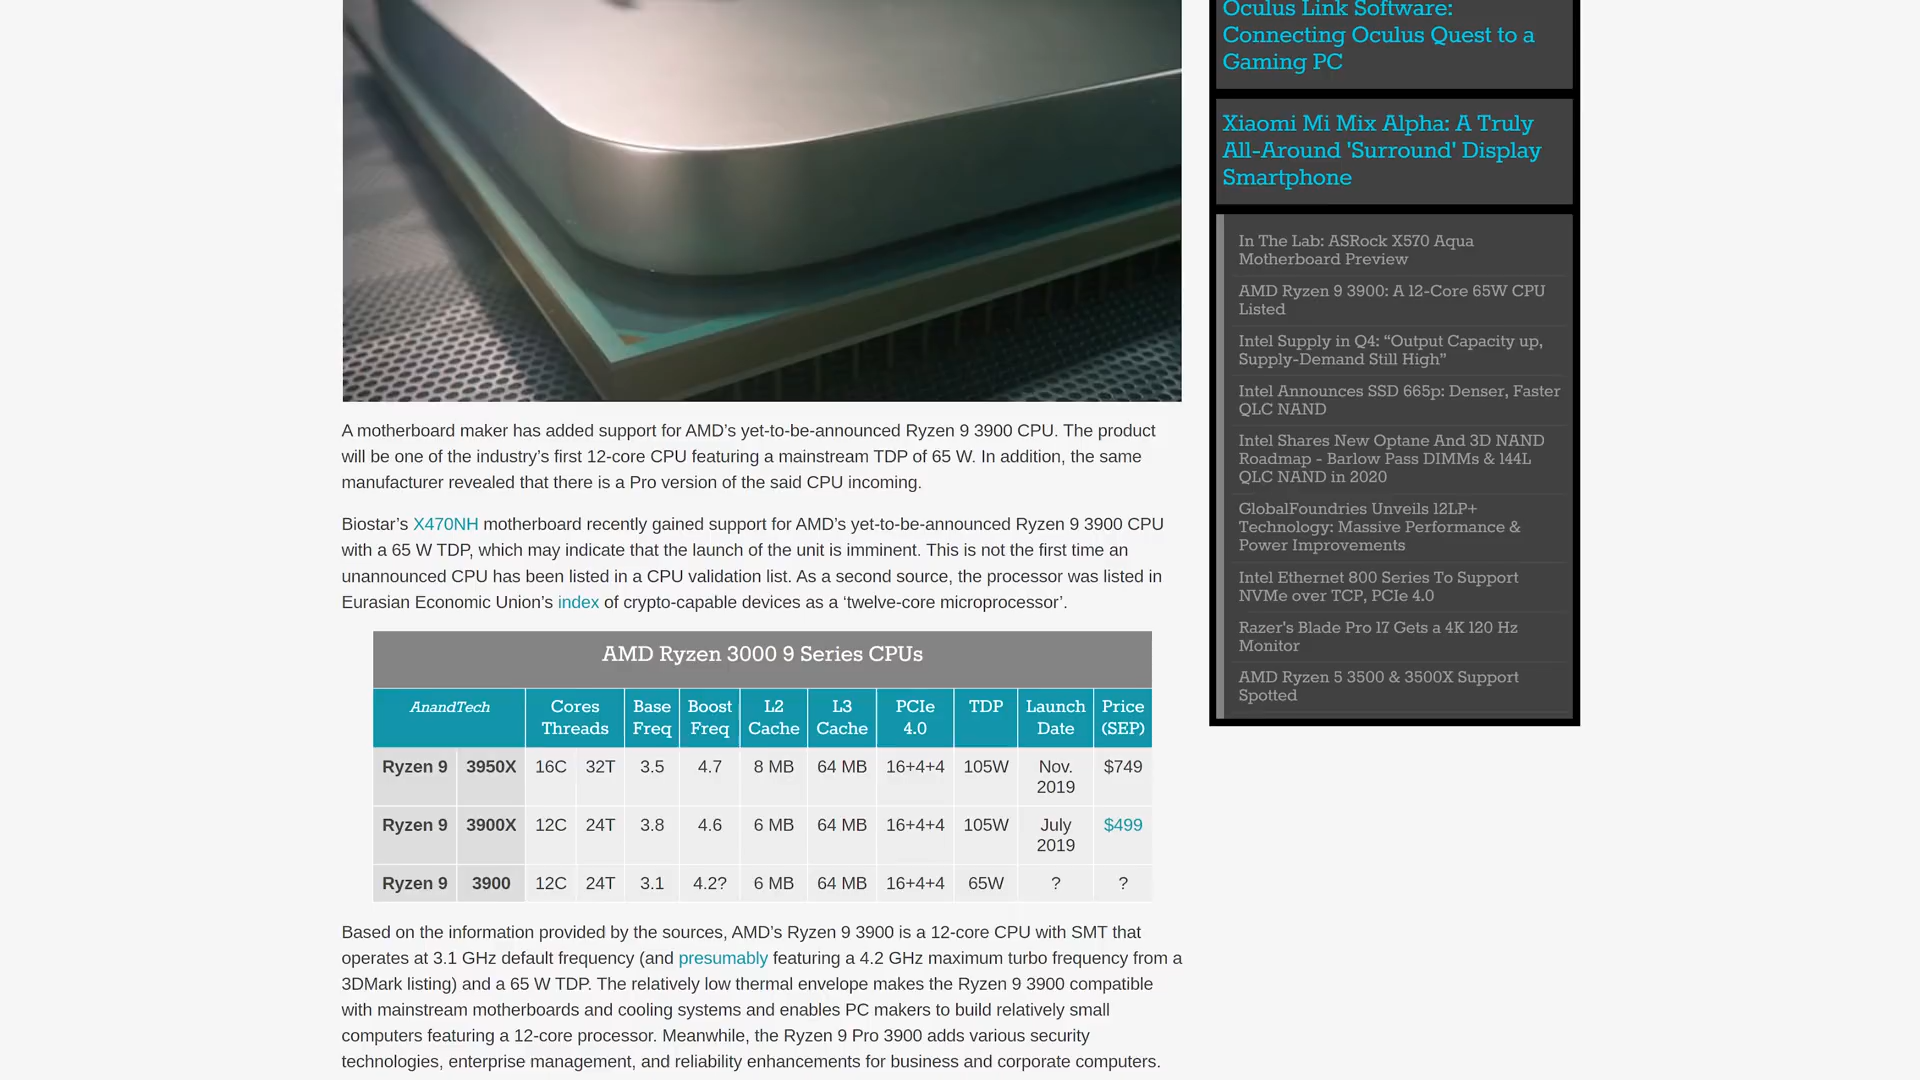 Oculus Link Software:
Connecting Oculus Quest to a
Gaming PC
Xiaomi Mi Mix Alpha: A Truly
All-Around 'Surround' Display
Smartphone
In The Lab: ASRock X570 Aqua
Motherboard Preview
AMD Ryzen 9 3900: A 12-Core 65W CPU
Listed
Intel Supply in Q4: “Output Capacity up,
Supply-Demand Still High”
Intel Announces SSD 665p: Denser, Faster
QLC NAND
Intel Shares New Optane And 3D NAND
Roadmap - Barlow Pass DIMMs & 144L
QLC NAND in 2020
GlobalFoundries Unveils 12LP+
Technology: Massive Performance &
Power Improvements
Intel Ethernet 800 Series To Support
NVMe over TCP, PCIe 4.0
Razer's Blade Pro 17 Gets a 4K 120 Hz
Monitor
AMD Ryzen 5 3500 & 3500X Support
Spotted
A motherboard maker has added support for AMD’s yet-to-be-announced Ryzen 9 3900 CPU. The product
will be one of the industry’s first 12-core CPU featuring a mainstream TDP of 65 W. In addition, the same
manufacturer revealed that there is a Pro version of the said CPU incoming.
Biostar’s X470NH motherboard recently gained support for AMD’s yet-to-be-announced Ryzen 9 3900 CPU
with a 65 W TDP, which may indicate that the launch of the unit is imminent. This is not the first time an
unannounced CPU has been listed in a CPU validation list. As a second source, the processor was listed in
Eurasian Economic Union’s index of crypto-capable devices as a ‘twelve-core microprocessor’.
AMD Ryzen 3000 9 Series CPUs
AnandTech Cores Base Boost L2 L3 PCIe TDP Launch Price
Threads Freq Freq Cache Cache 4.0 Date (SEP)
Ryzen 9 3950X 16C 32T 3.5 4.7 8 MB 64 MB 16+4+4 105W Nov. $749
2019
Ryzen 9 3900X 12C 24T 3.8 4.6 6 MB 64 MB 16+4+4 105W July $499
2019
Ryzen 9 3900 12C 24T 3.1 4.2? 6 MB 64 MB 16+4+4 65W ? ?
Based on the information provided by the sources, AMD’s Ryzen 9 3900 is a 12-core CPU with SMT that
operates at 3.1 GHz default frequency (and presumably featuring a 4.2 GHz maximum turbo frequency from a
3DMark listing) and a 65 W TDP. The relatively low thermal envelope makes the Ryzen 9 3900 compatible
with mainstream motherboards and cooling systems and enables PC makers to build relatively small
computers featuring a 12-core processor. Meanwhile, the Ryzen 9 Pro 3900 adds various security
technologies, enterprise management, and reliability enhancements for business and corporate computers.